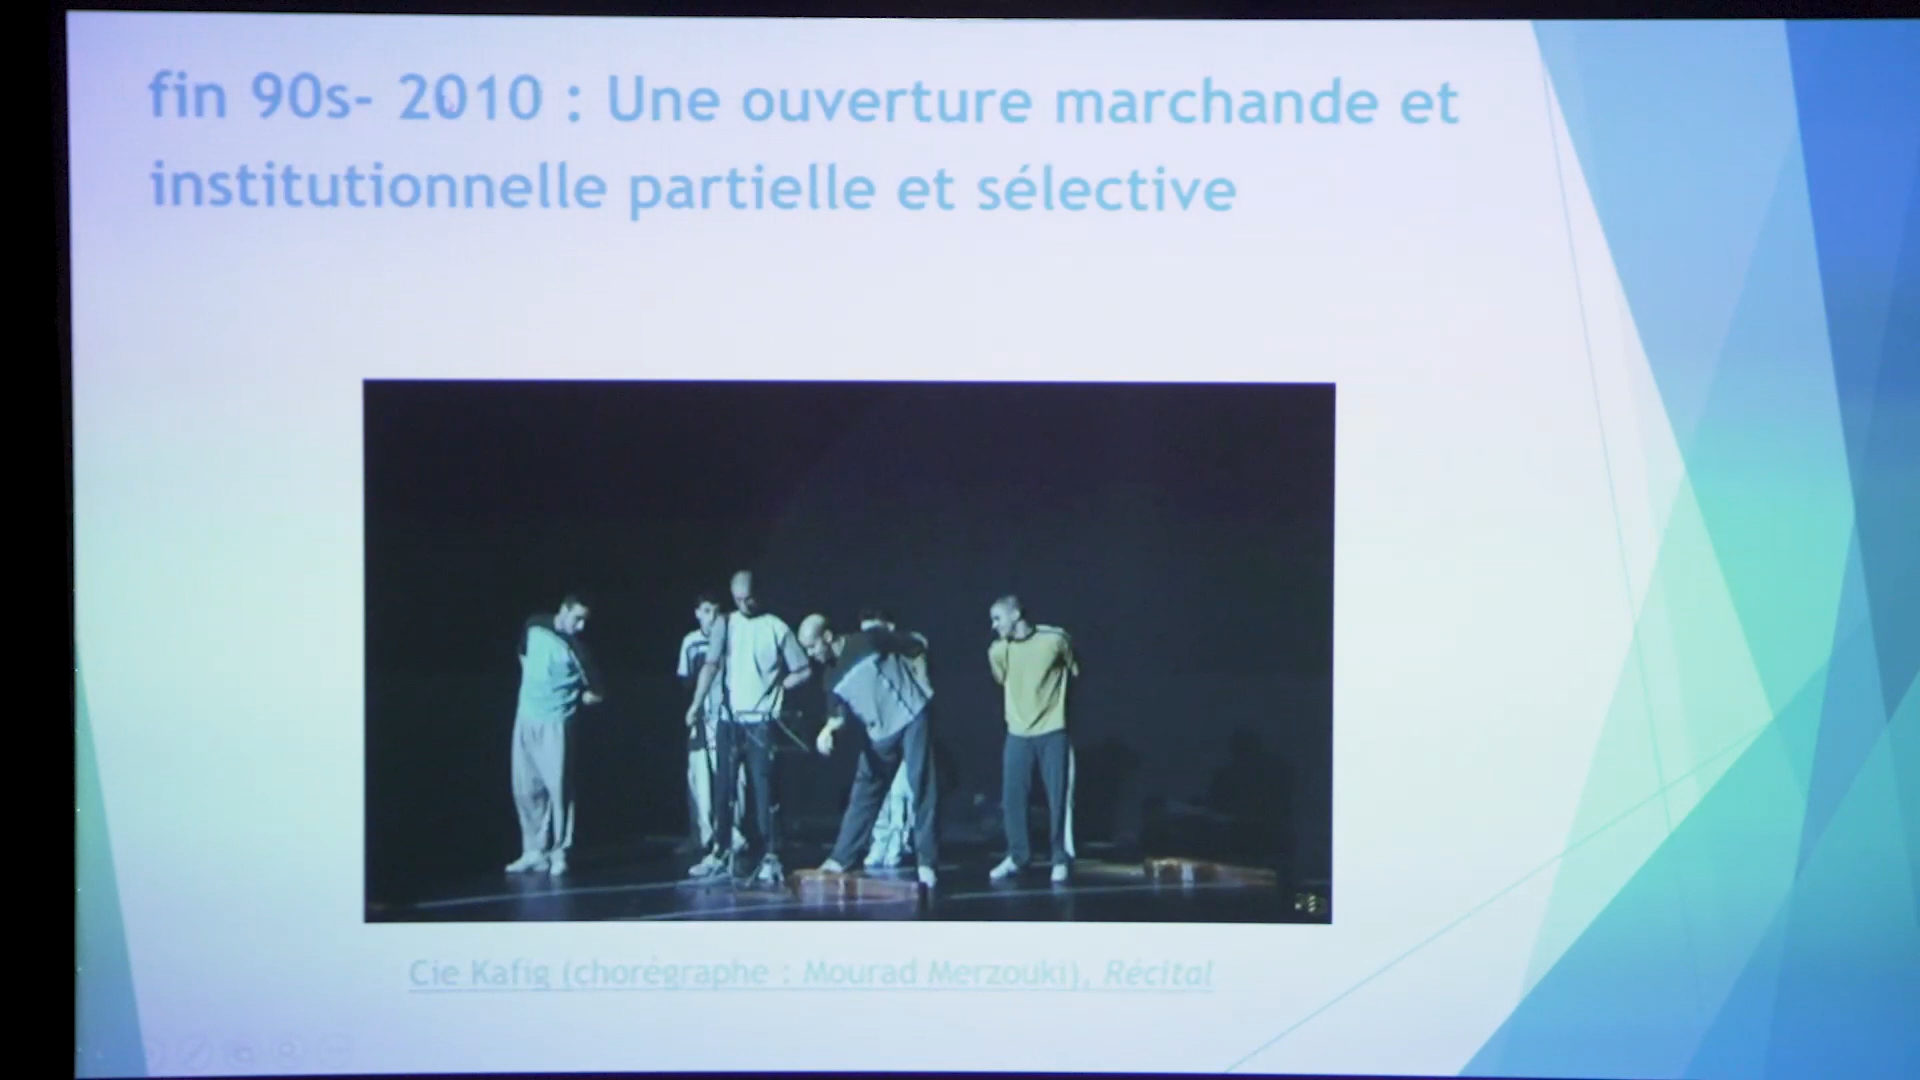 fin 90s- 2010 : Une ouverture marchande et
institutionnelle partielle et sélective
Cie Kafig (chorégraphe : Mourad Merzouki), Récital